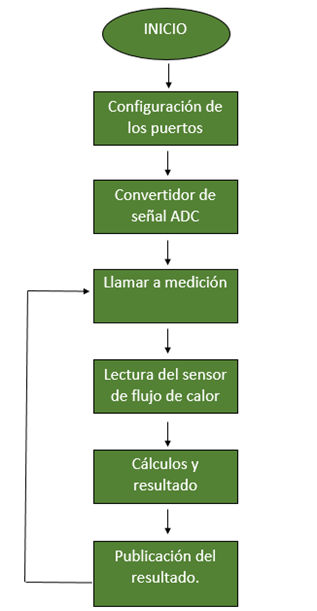 INICIO
Configuración de
los puertos
Convertidor de
señal ADC
Llamar a medición
Lectura del sensor
de flujo de calor
Cálculos y
resultado
Publicación del
resultado.